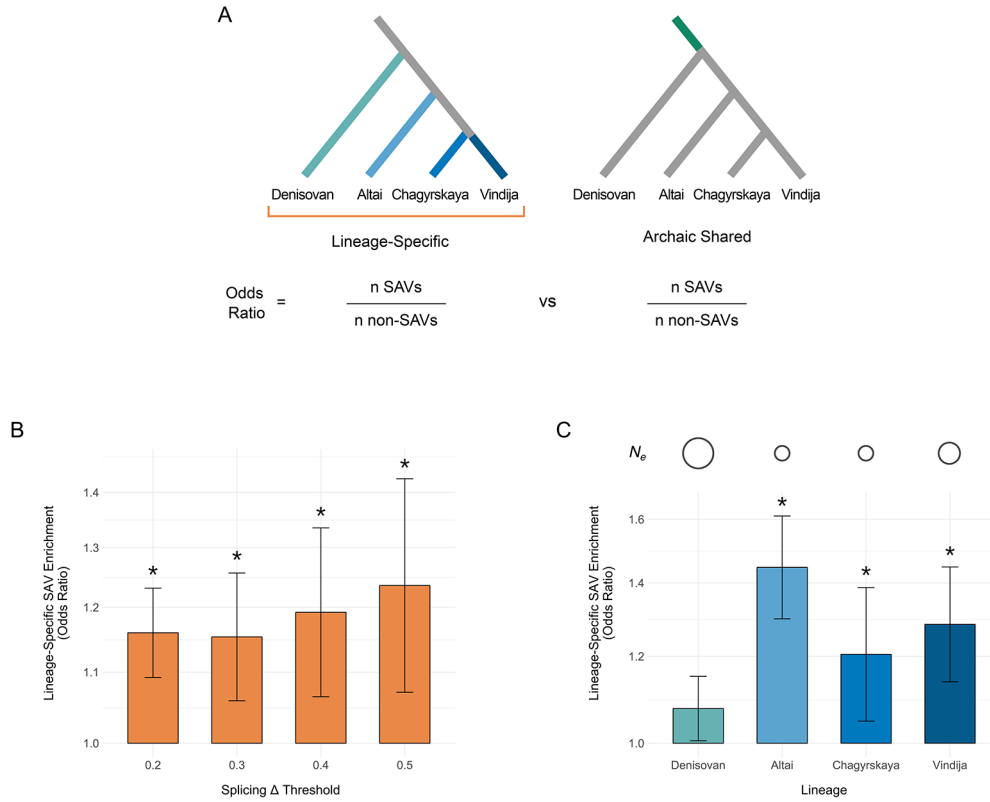 A
Denisovan Altai Chagyrskaya Vindija
Denisovan Altai Chagyrskaya Vindija
Lineage-Specific
Archaic Shared
Odds
Ratio
=
n SAVs
n non-SAVs
vs
n SAVs
n non-SAVs
B
Lineage-Specific SAV Enrichment
(Odds Ratio)
1.4
1.3
1.2
1.1
1.0
*
*
*
*
0.2 0.3 0.4 0.5
Splicing Δ Threshold
C
Ne
Lineage-Specific SAV Enrichment
(Odds Ratio)
1.6
1.4
1.2
1.0
*
*
*
Denisovan Altai Chagyrskaya Vindija
Lineage